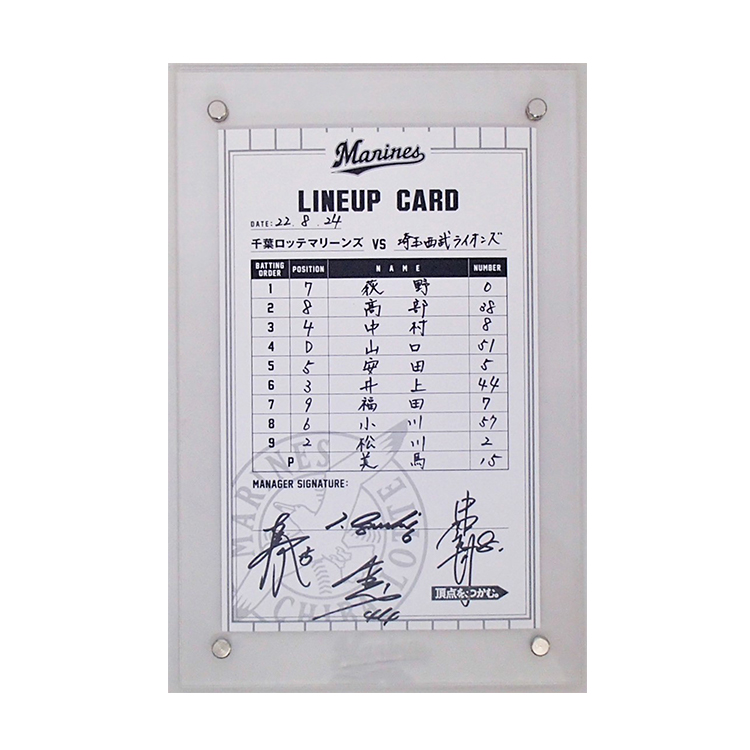 Marines
LINEUP CARD
DATE: 22.8.24
千葉ロッテマリーンズ VS 埼玉西武ライオンズ
BATTING ORDER POSITION NAME NUMBER
1 7 荻野 0
2 8 高部 38
3 4 中村 8
4 D 山口 51
5 5 安田 5
6 3 井上 44
7 9 福田 7
8 6 小川 57
9 2 松川 2
P 美馬 15
MANAGER SIGNATURE:
MARINES
CHIBA LOTTE
44
頂点を、つかむ。